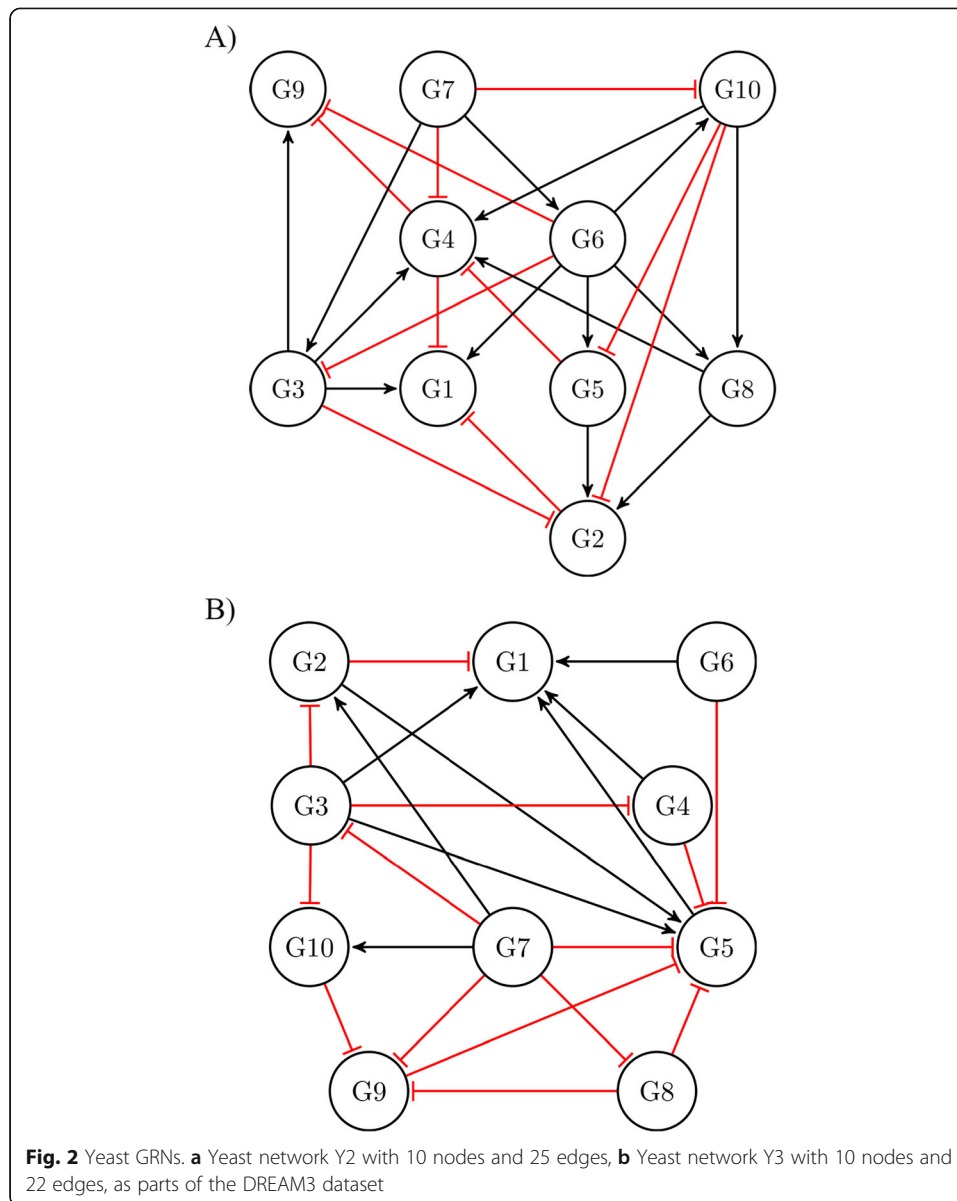 A)
G9 G7 G10
G4 G6
G3 G1 G5 G8
G2
B)
G2 G1 G6
G3 G4
G10 G7 G5
G9 G8
Fig. 2 Yeast GRNs. a Yeast network Y2 with 10 nodes and 25 edges, b Yeast network Y3 with 10 nodes and
22 edges, as parts of the DREAM3 dataset